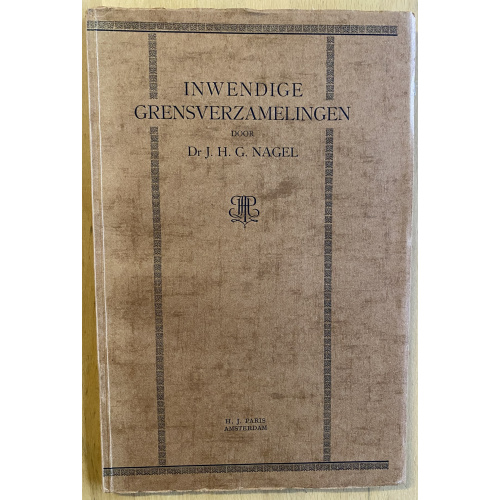 INWENDIGE
GRENSVERZAMELINGEN
DOOR
Dr J. H. G. NAGEL
H. J. PARIS
AMSTERDAM